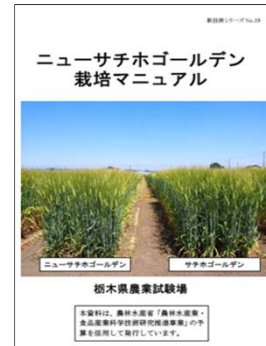 新技術シリーズNo.28
ニューサチホゴールデン
栽培マニュアル
ニューサチホゴールデン
サチホゴールデン
栃木県農業試験場
本資料は、農林水産省「農林水産業・
食品産業科学技術研究推進事業」の予
算を活用して発行しています。